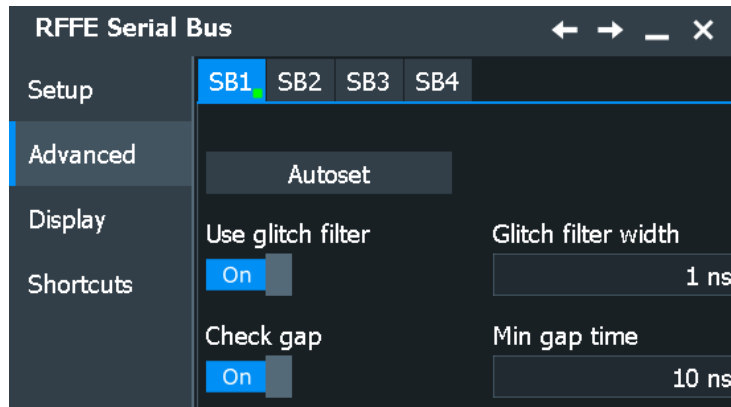 RFFE Serial Bus
Setup
Advanced
Display
Shortcuts
SB1 SB2 SB3 SB4
Autoset
Use glitch filter Glitch filter width
On 1 ns
Check gap Min gap time
On 10 ns